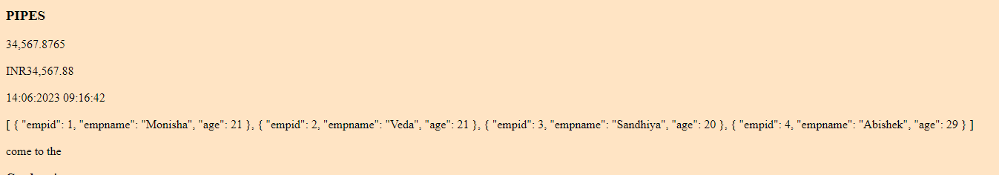 PIPES
34,567.8765
INR34,567.88
14:06:2023 09:16:42
[ { "empid": 1, "empname": "Monisha", "age": 21 }, { "empid": 2, "empname": "Veda", "age": 21 }, { "empid": 3, "empname": "Sandhiya", "age": 20 }, { "empid": 4, "empname": "Abishek", "age": 29 } ]
come to the